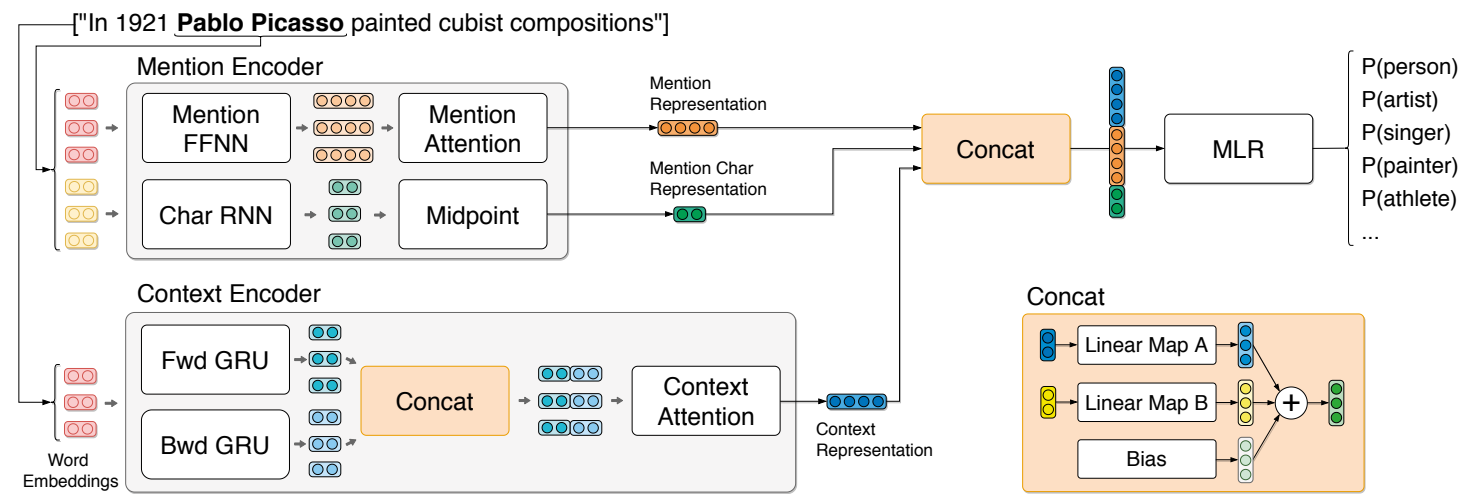 ["In 1921 Pablo Picasso painted cubist compositions"]
Mention Encoder
Mention
FFNN
Mention
Attention
Char RNN
Midpoint
Mention
Representation
Mention Char
Representation
Concat
MLR
P(person)
P(artist)
P(singer)
P(painter)
P(athlete)
...
Context Encoder
Fwd GRU
Bwd GRU
Concat
Context
Attention
Context
Representation
Word
Embeddings
Concat
Linear Map A
Linear Map B
Bias
+